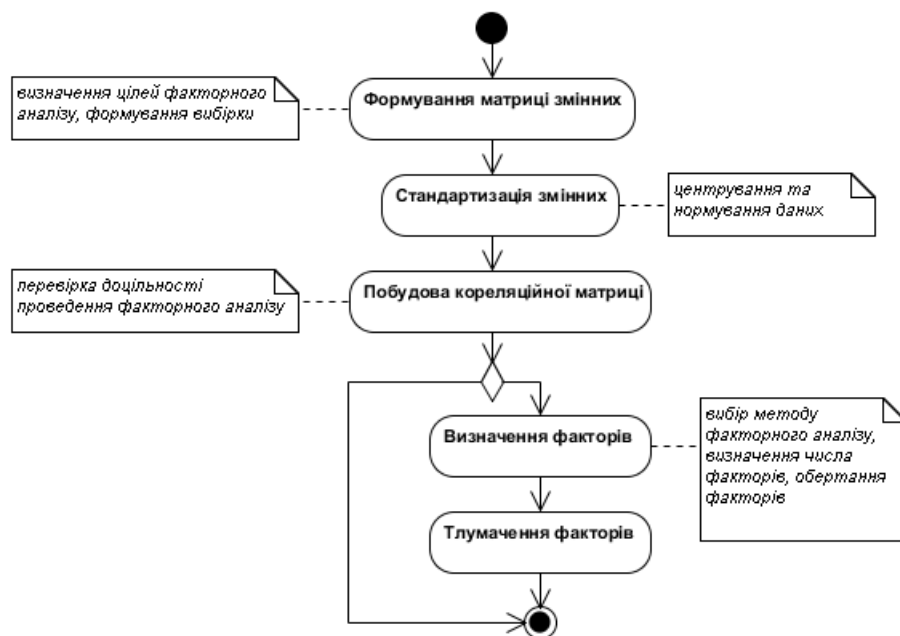 визначення цілей факторного
аналізу, формування вибірки
Формування матриці змінних
Стандартизація змінних
центрування та
нормування даних
перевірка доцільності
проведення факторного аналізу
Побудова кореляційної матриці
Визначення факторів
вибір методу
факторного аналізу,
визначення числа
факторів, обертання
факторів
Тлумачення факторів